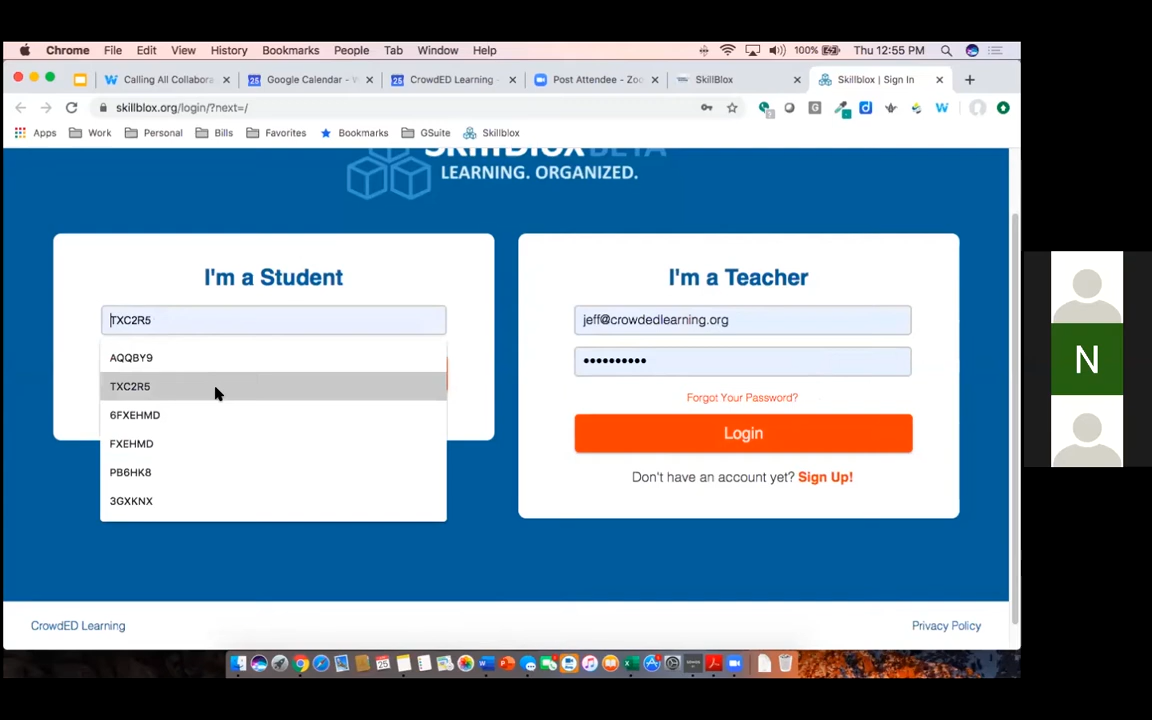 Chrome File Edit View History Bookmarks People Tab Window Help 100% Thu 12:55 PM
Calling All Collabora Google Calendar - CrowdED Learning - Post Attendee - Zo SkillBlox Skillblox | Sign In
skillblox.org/login/?next=/
Apps Work Personal Bills Favorites Bookmarks GSuite Skillblox
SkillBlox BETA
LEARNING. ORGANIZED.
I'm a Student
TXC2R5
AQQBY9
TXC2R5
6FXEHMD
FXEHMD
PB6HK8
3GXKNX
I'm a Teacher
jeff@crowdedlearning.org
••••••••••
Forgot Your Password?
Login
Don't have an account yet? Sign Up!
CrowdED Learning
Privacy Policy
N